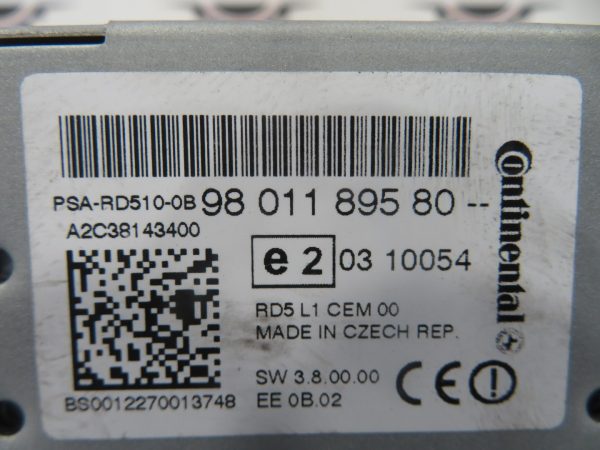 PSA-RD510-0B 98 011 895 80 --
A2C38143400
e 2 03 10054
RD5 L1 CEM 00
MADE IN CZECH REP.
SW 3.8.00.00
EE 0B.02
BS0012270013748
CE
Continental